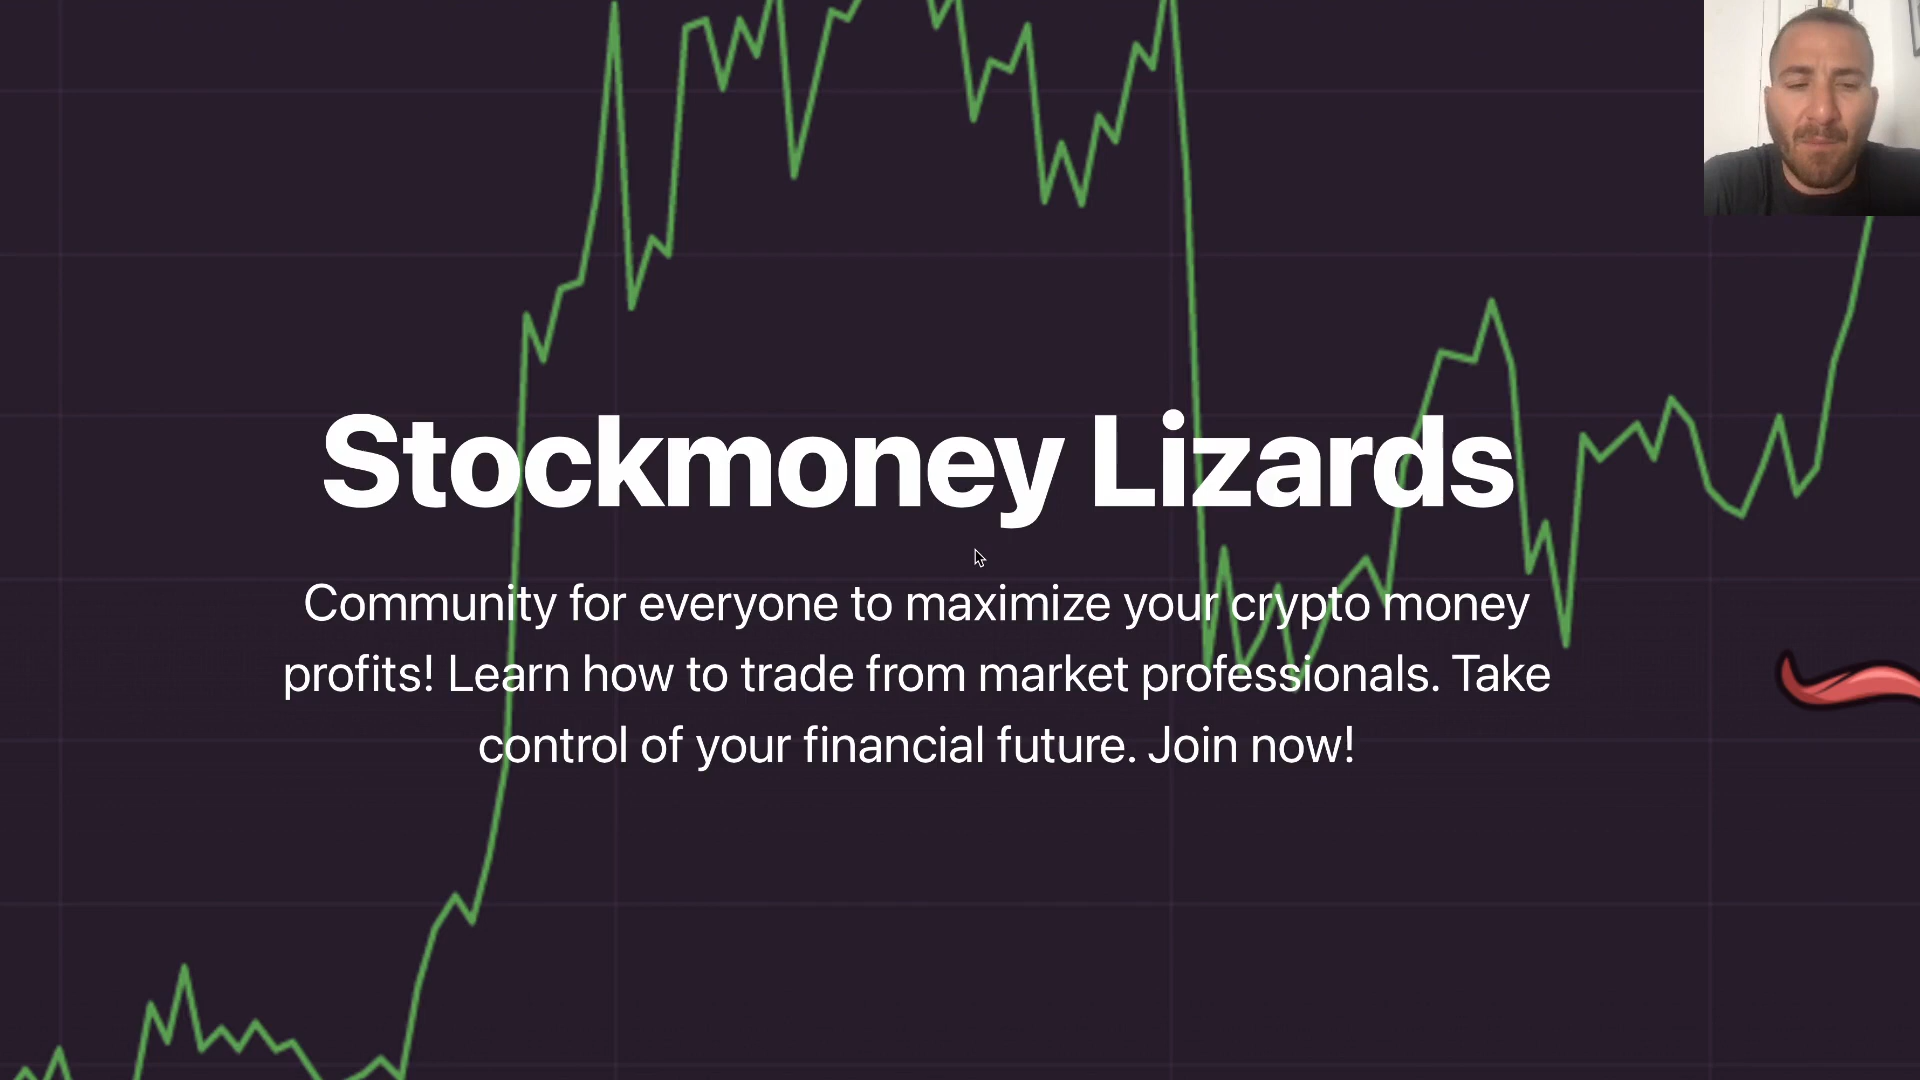 Stockmoney Lizards
Community for everyone to maximize your crypto money
profits! Learn how to trade from market professionals. Take
control of your financial future. Join now!